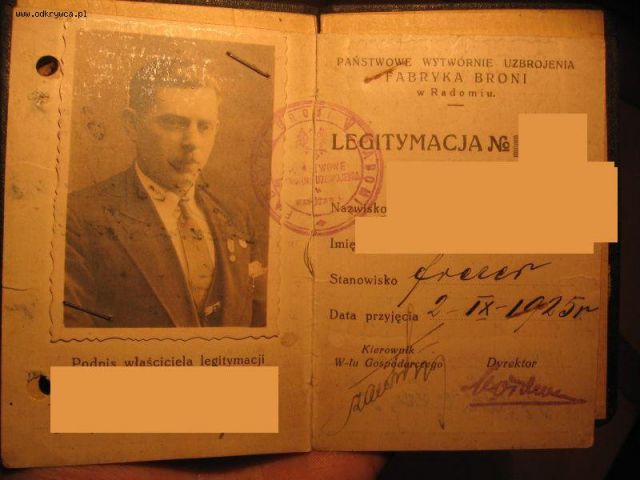 www.odkrywca.pl
Podpis właściciela legitymacji
PAŃSTWOWE WYTWÓRNIE UZBROJENIA
FABRYKA BRONI
w Radomiu.
LEGITYMACJA №
Nazwisko
Imię
Stanowisko frezer
Data przyjęcia 2-IX-1925r
Kierownik
W-łu Gospodarczego
Dyrektor